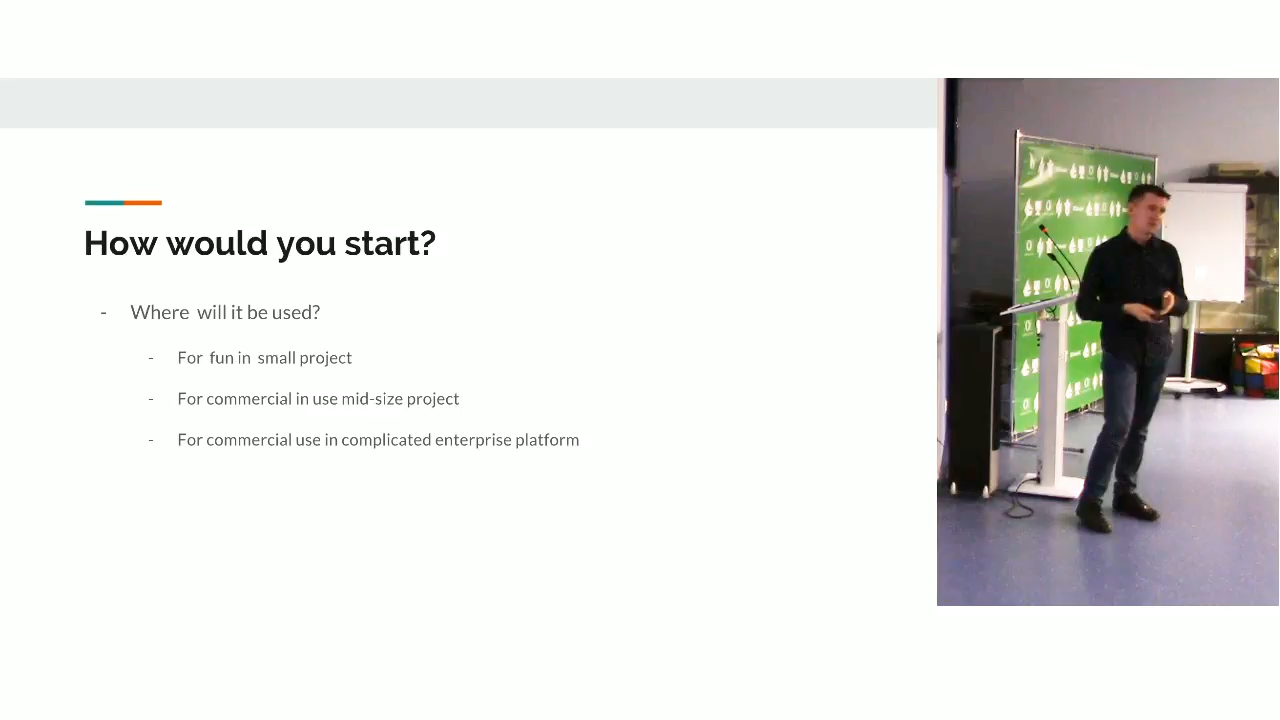 How would you start?
- Where will it be used?
- For fun in small project
- For commercial in use mid-size project
- For commercial use in complicated enterprise platform